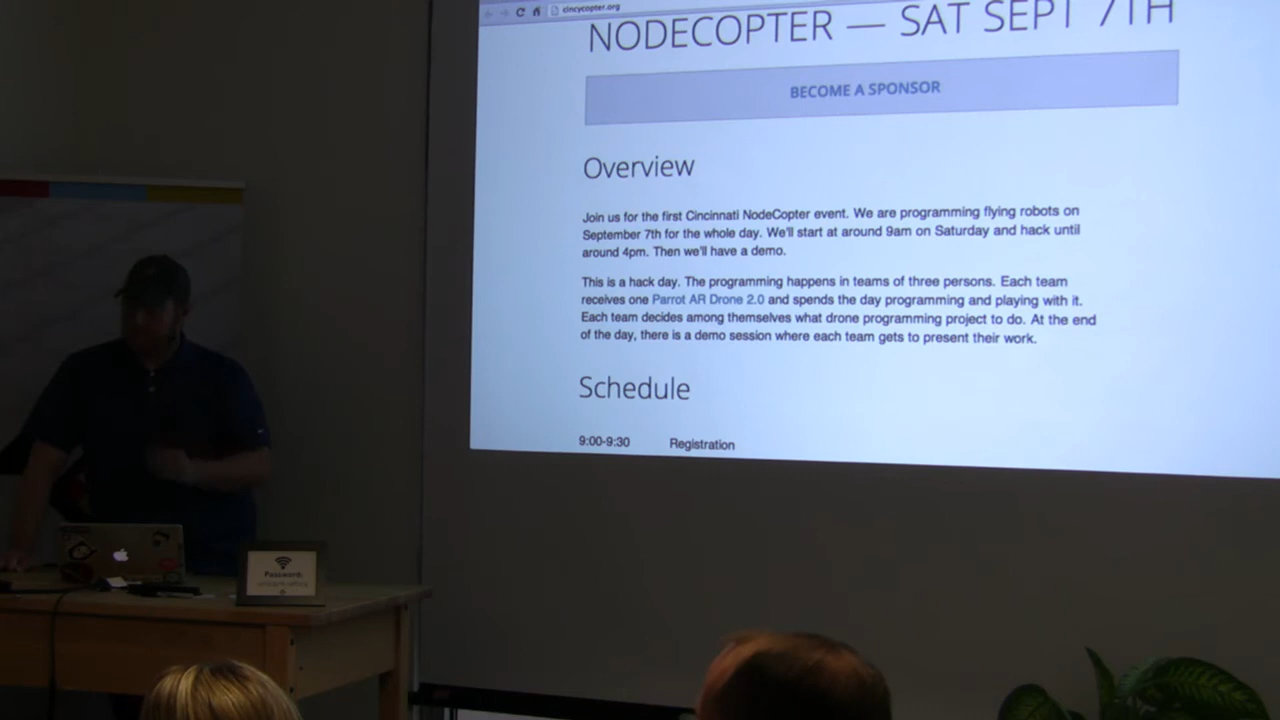 cincycopter.org
NODECOPTER — SAT SEPT 7TH
BECOME A SPONSOR
Overview
Join us for the first Cincinnati NodeCopter event. We are programming flying robots on
September 7th for the whole day. We'll start at around 9am on Saturday and hack until
around 4pm. Then we'll have a demo.
This is a hack day. The programming happens in teams of three persons. Each team
receives one Parrot AR Drone 2.0 and spends the day programming and playing with it.
Each team decides among themselves what drone programming project to do. At the end
of the day, there is a demo session where each team gets to present their work.
Schedule
9:00-9:30 Registration
Password: